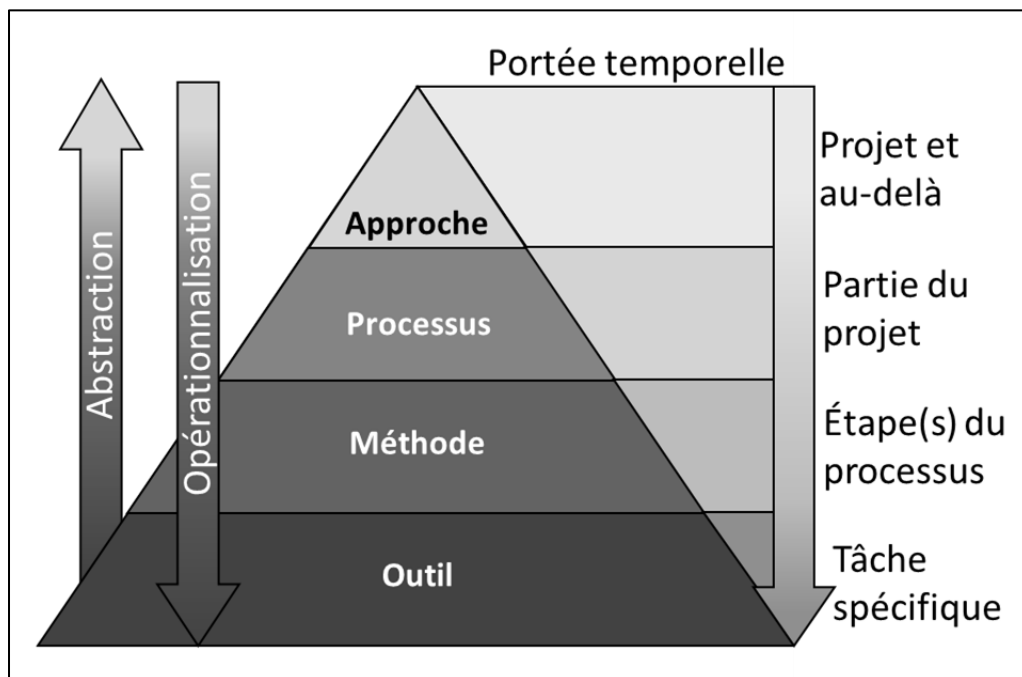 Portée temporelle
Abstraction
Opérationnalisation
Approche
Projet et
au-delà
Processus
Partie du
projet
Méthode
Étape(s) du
processus
Outil
Tâche
spécifique